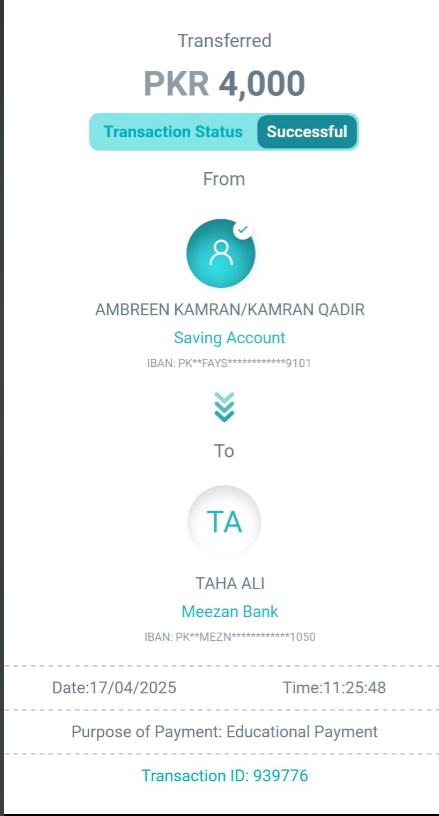 Transferred
PKR 4,000
Transaction Status Successful
From
AMBREEN KAMRAN/KAMRAN QADIR
Saving Account
IBAN: PK**FAYS************9101
To
TA
TAHA ALI
Meezan Bank
IBAN: PK**MEZN************1050
Date:17/04/2025 Time:11:25:48
Purpose of Payment: Educational Payment
Transaction ID: 939776